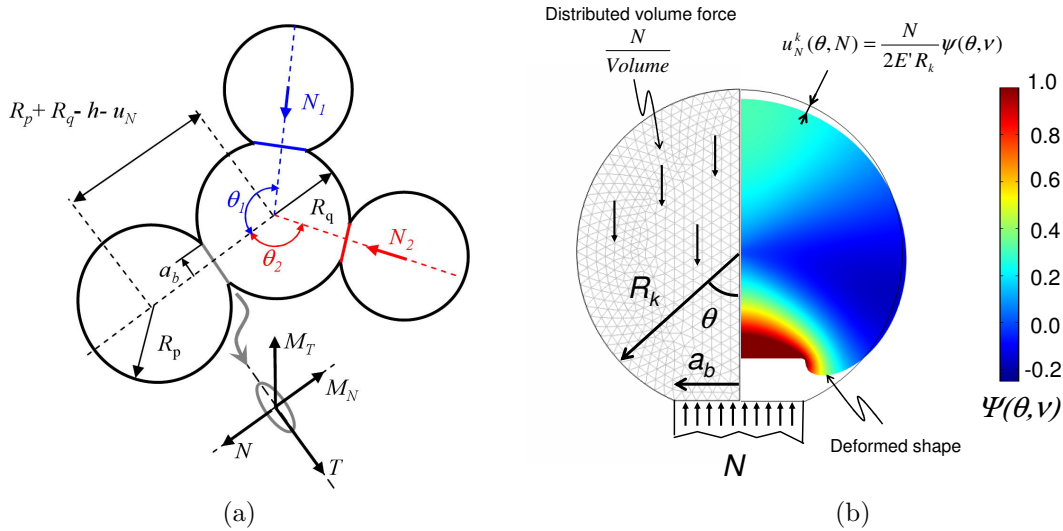 R_p + R_q - h - u_N
N_1
θ_1
R_q
N_2
θ_2
a_b
R_p
M_T
M_N
N
T
(a)
Distributed volume force
N
Volume
u_N^k (θ, N) = N / 2E' R_k ψ(θ,ν)
R_k
θ
a_b
N
Deformed shape
1.0
0.8
0.6
0.4
0.2
0.0
-0.2
Ψ(θ,ν)
(b)